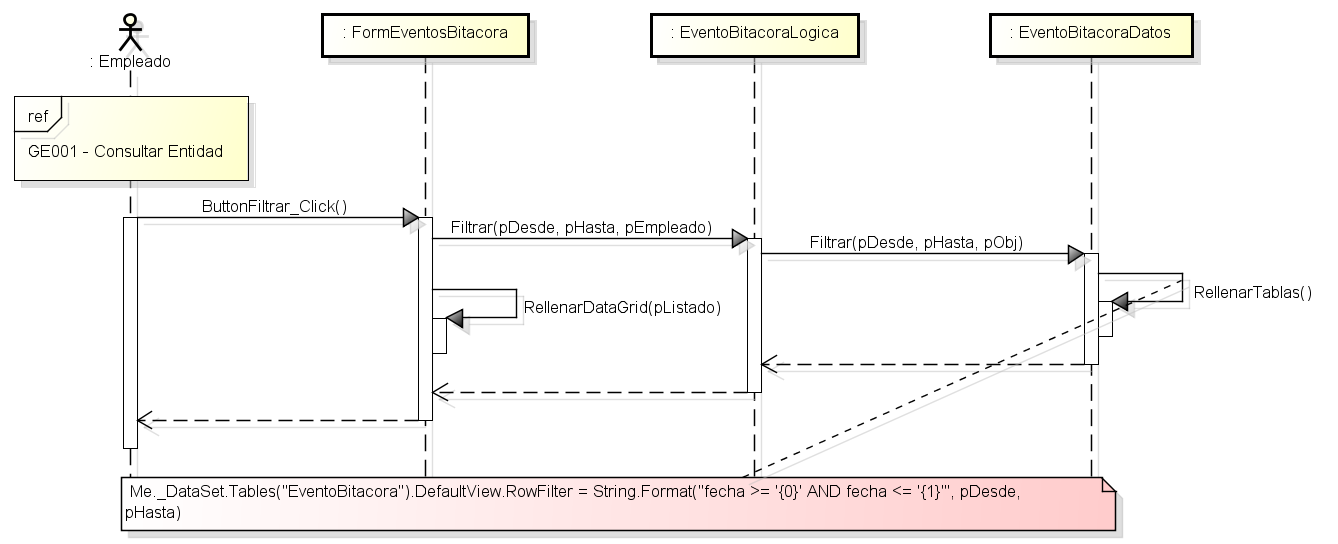 : FormEventosBitacora
: EventoBitacoraLogica
: EventoBitacoraDatos
: Empleado
ref
GE001 - Consultar Entidad
ButtonFiltrar_Click()
Filtrar(pDesde, pHasta, pEmpleado)
Filtrar(pDesde, pHasta, pObj)
RellenarTablas()
RellenarDataGrid(pListado)
Me._DataSet.Tables("EventoBitacora").DefaultView.RowFilter = String.Format("fecha >= '{0}' AND fecha <= '{1}'", pDesde,
pHasta)